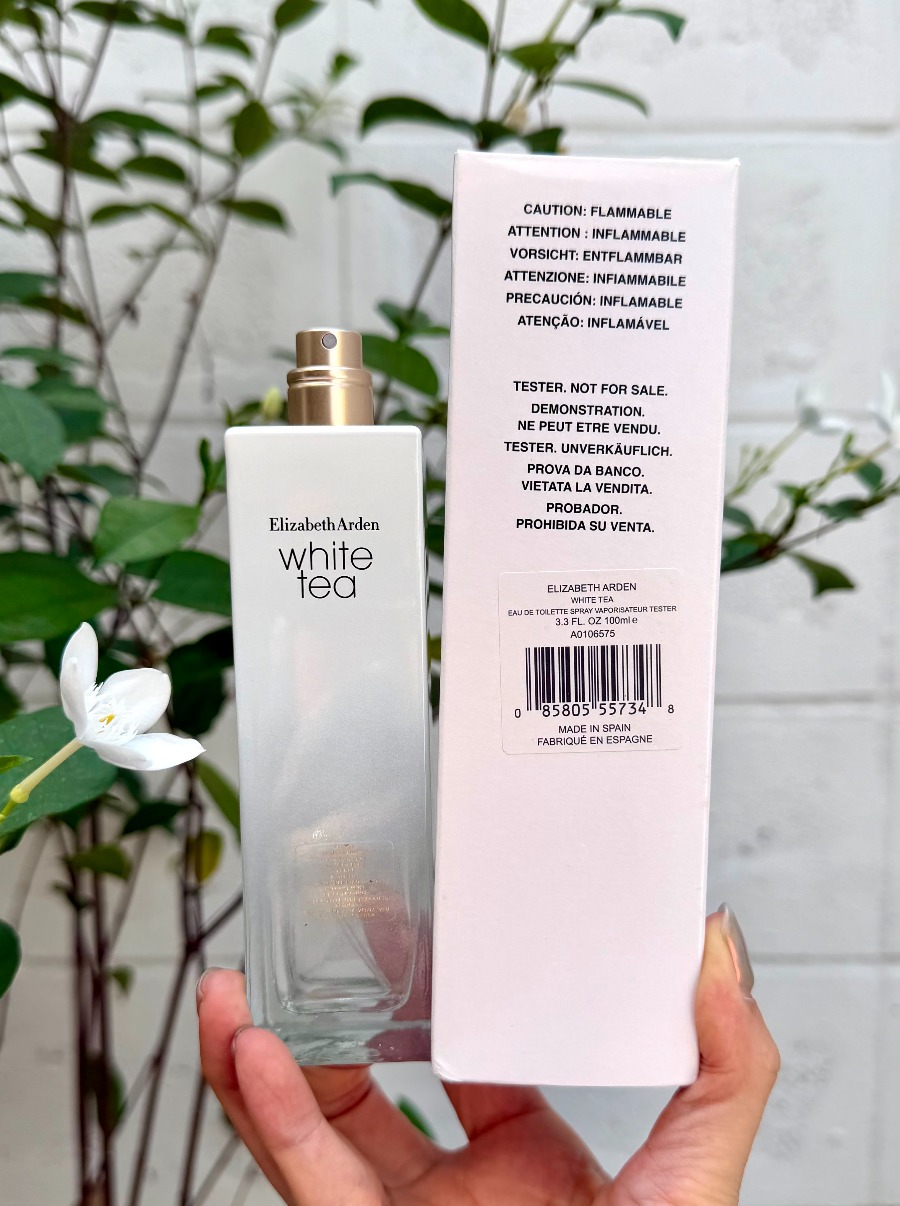 ElizabethArden
white
tea
CAUTION: FLAMMABLE
ATTENTION : INFLAMMABLE
VORSICHT: ENTFLAMMBAR
ATTENZIONE: INFIAMMABILE
PRECAUCIÓN: INFLAMABLE
ATENÇÃO: INFLAMÁVEL
TESTER. NOT FOR SALE.
DEMONSTRATION.
NE PEUT ETRE VENDU.
TESTER. UNVERKÄUFLICH.
PROVA DA BANCO.
VIETATA LA VENDITA.
PROBADOR.
PROHIBIDA SU VENTA.
ELIZABETH ARDEN
WHITE TEA
EAU DE TOILETTE SPRAY VAPORISATEUR TESTER
3.3 FL. OZ 100ml e
A0106575
0 85805 55734 8
MADE IN SPAIN
FABRIQUÉ EN ESPAGNE